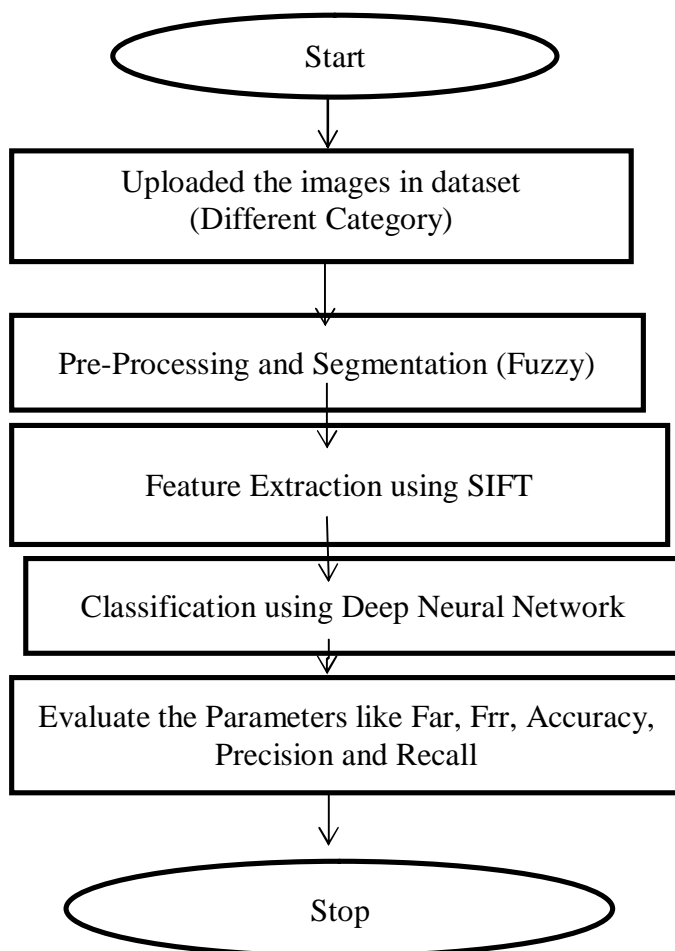 Start
Uploaded the images in dataset
(Different Category)
Pre-Processing and Segmentation (Fuzzy)
Feature Extraction using SIFT
Classification using Deep Neural Network
Evaluate the Parameters like Far, Frr, Accuracy,
Precision and Recall
Stop